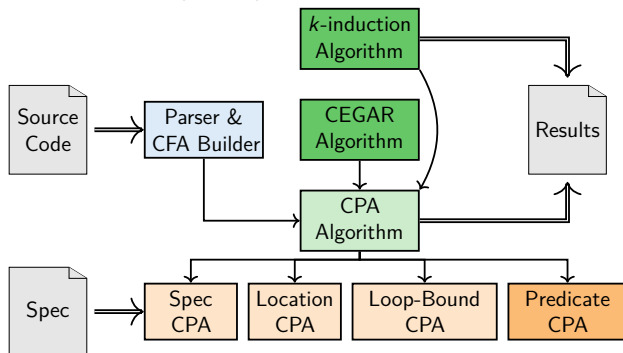 k-induction
Algorithm
Source
Code
Parser &
CFA Builder
CEGAR
Algorithm
Results
CPA
Algorithm
Spec
Spec
CPA
Location
CPA
Loop-Bound
CPA
Predicate
CPA